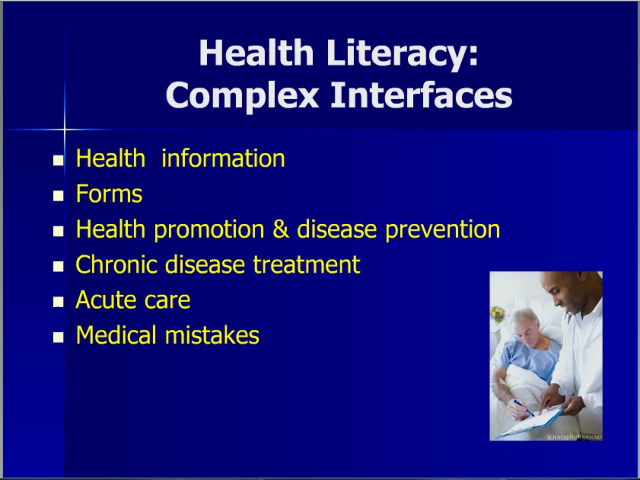 Health Literacy:
Complex Interfaces
Health information
Forms
Health promotion & disease prevention
Chronic disease treatment
Acute care
Medical mistakes